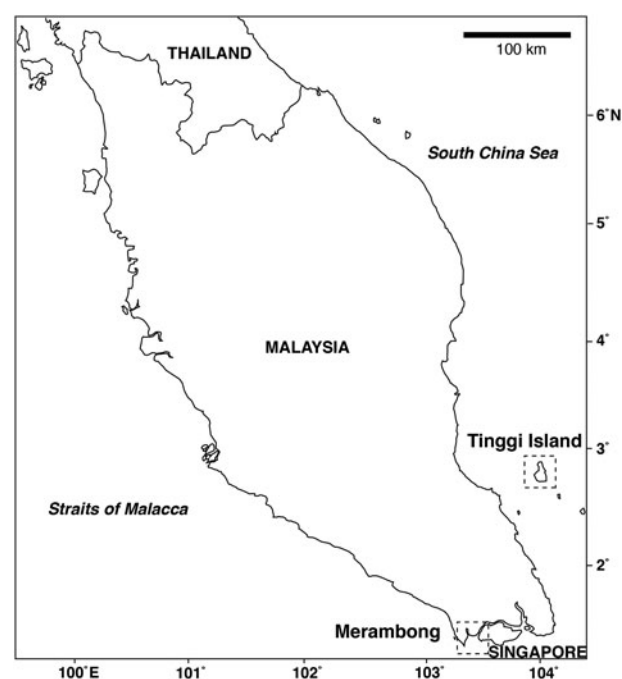 THAILAND
100 km
6°N
South China Sea
5°
MALAYSIA
4°
Tinggi Island
3°
Straits of Malacca
2°
Merambong
SINGAPORE
100°E
101°
102°
103°
104°